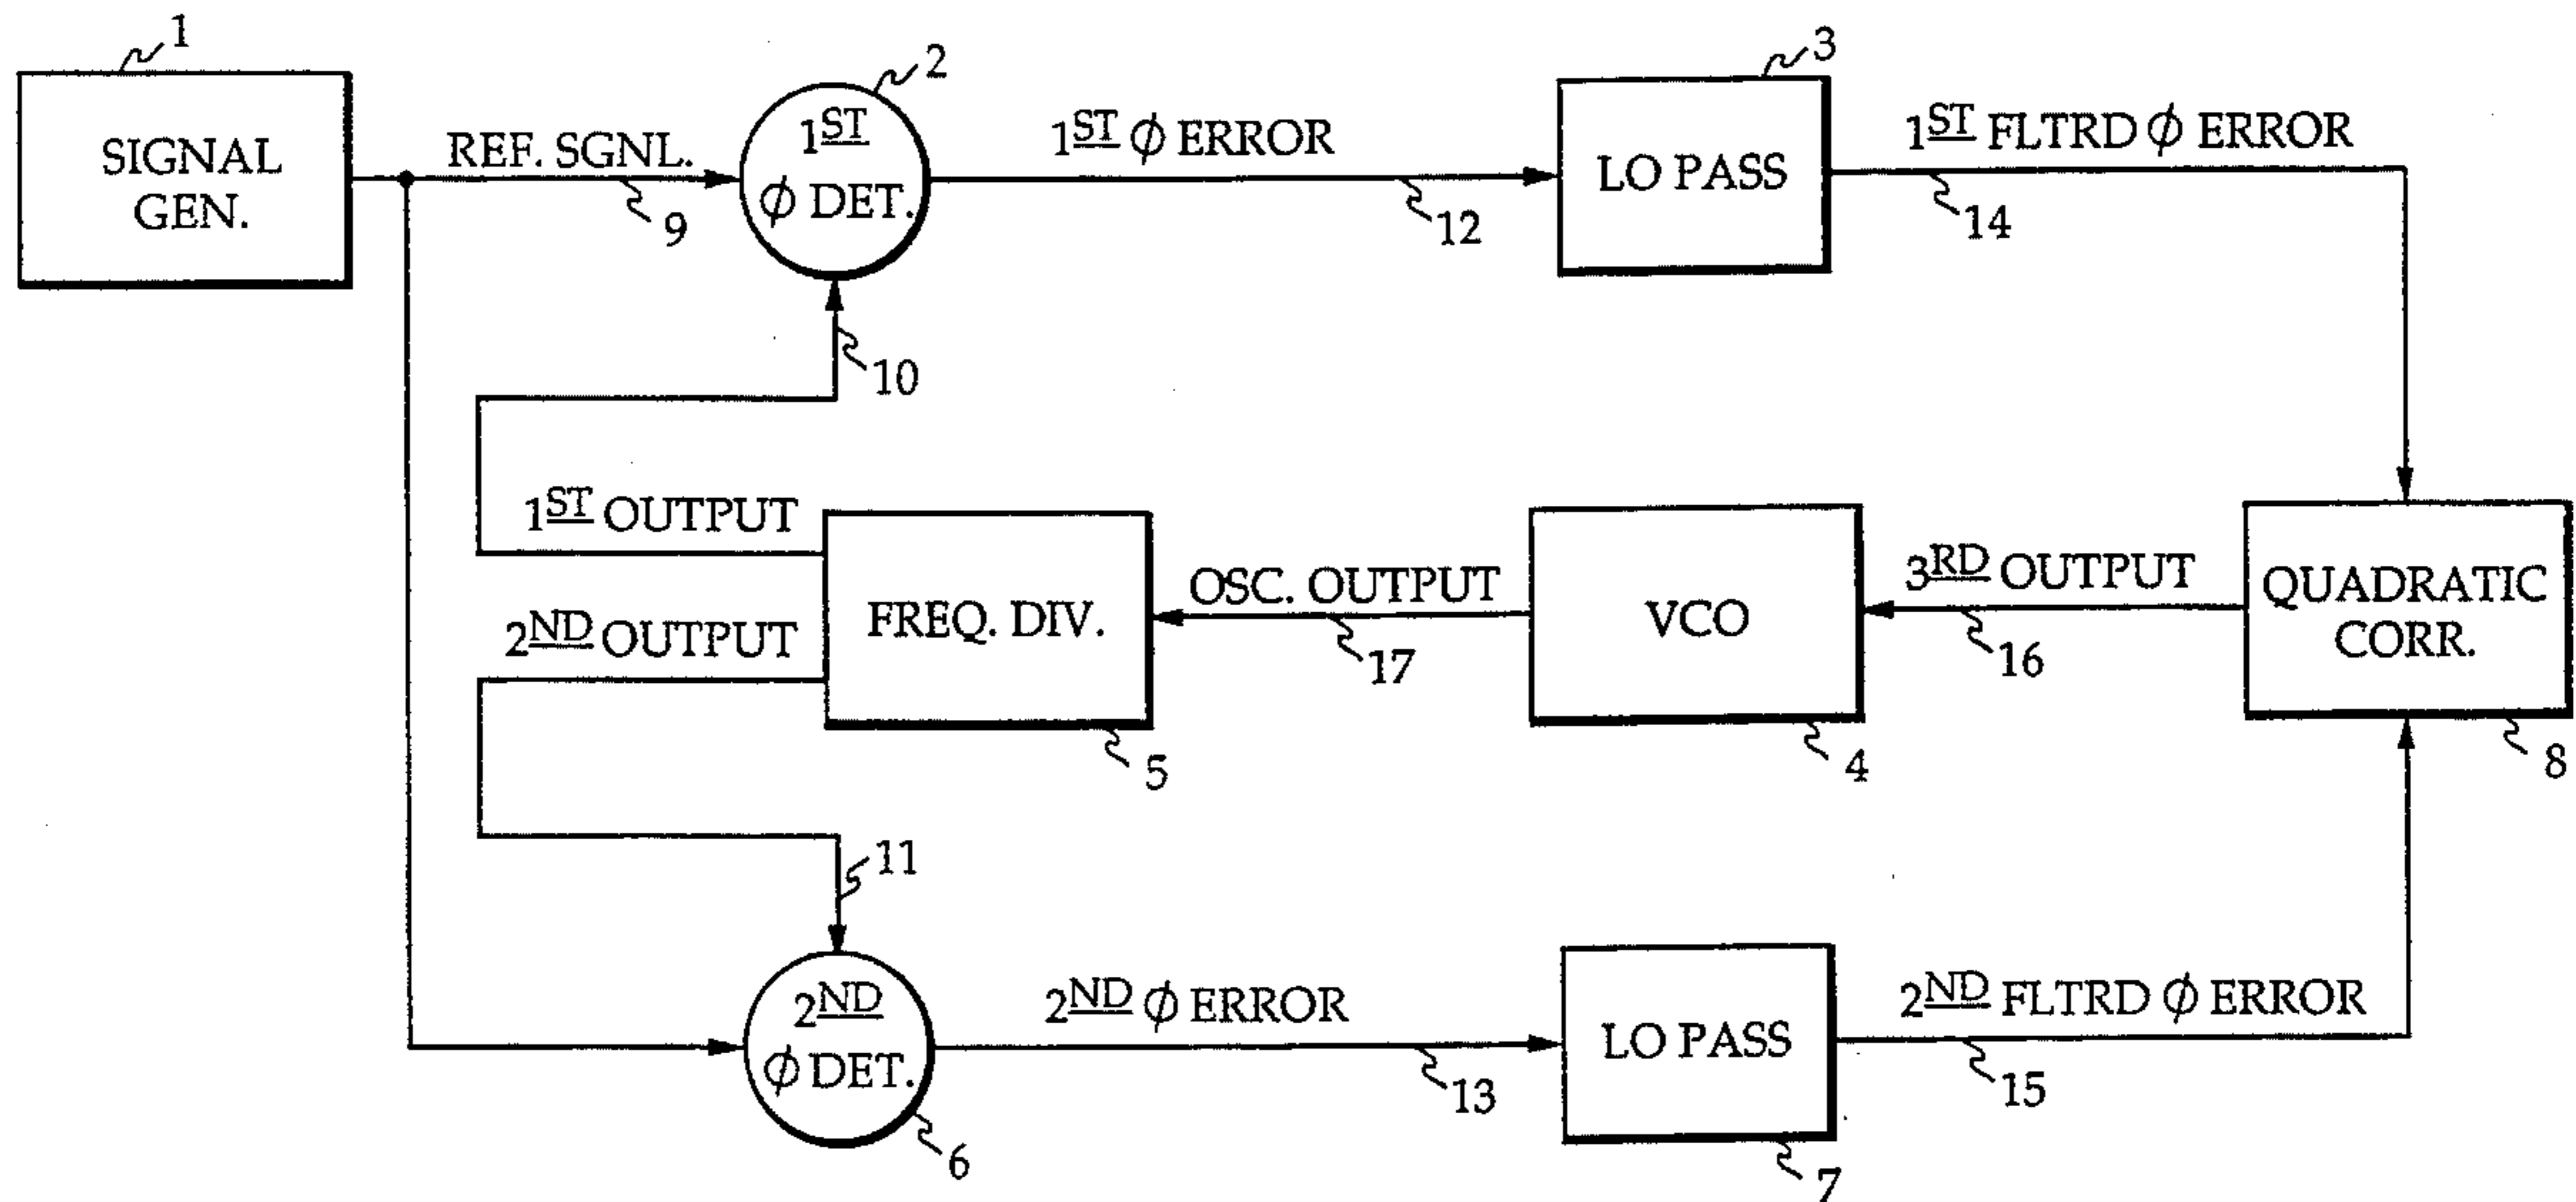 1
SIGNAL
GEN.
REF. SGNL.
9
2
1ST
ϕ DET.
10
1ST ϕ ERROR
12
3
LO PASS
1ST FLTRD ϕ ERROR
14
1ST OUTPUT
2ND OUTPUT
FREQ. DIV.
5
OSC. OUTPUT
17
VCO
4
3RD OUTPUT
16
QUADRATIC
CORR.
8
11
2ND
ϕ DET.
6
2ND ϕ ERROR
13
LO PASS
7
2ND FLTRD ϕ ERROR
15